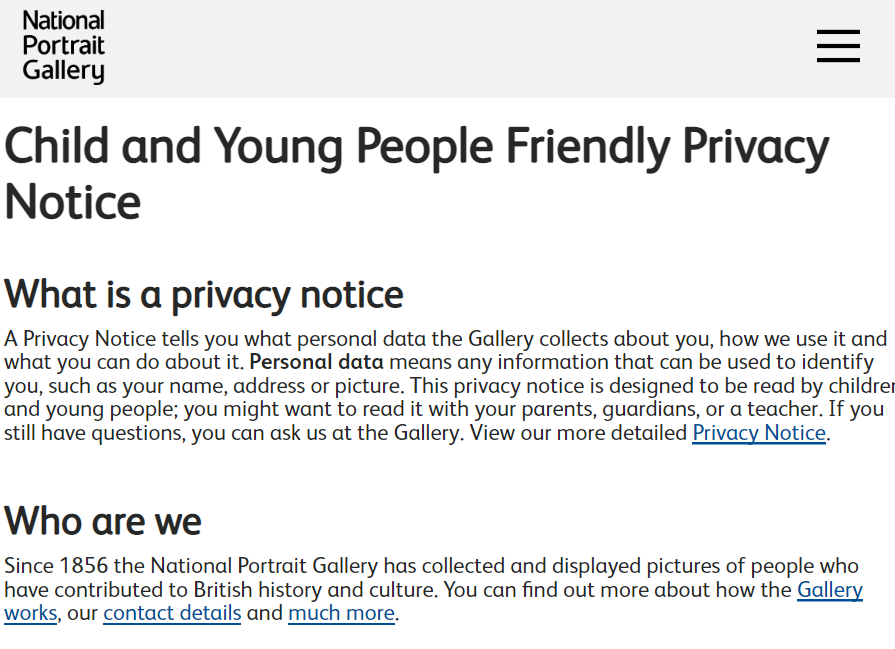 National
Portrait
Gallery
Child and Young People Friendly Privacy
Notice
What is a privacy notice
A Privacy Notice tells you what personal data the Gallery collects about you, how we use it and
what you can do about it. Personal data means any information that can be used to identify
you, such as your name, address or picture. This privacy notice is designed to be read by children
and young people; you might want to read it with your parents, guardians, or a teacher. If you
still have questions, you can ask us at the Gallery. View our more detailed Privacy Notice.
Who are we
Since 1856 the National Portrait Gallery has collected and displayed pictures of people who
have contributed to British history and culture. You can find out more about how the Gallery
works, our contact details and much more.